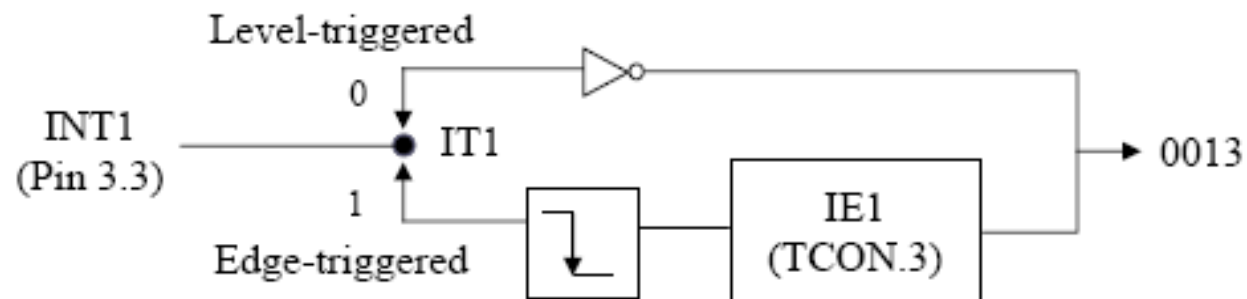 Level-triggered
0
INT1
(Pin 3.3)
IT1
0013
1
IE1
(TCON.3)
Edge-triggered